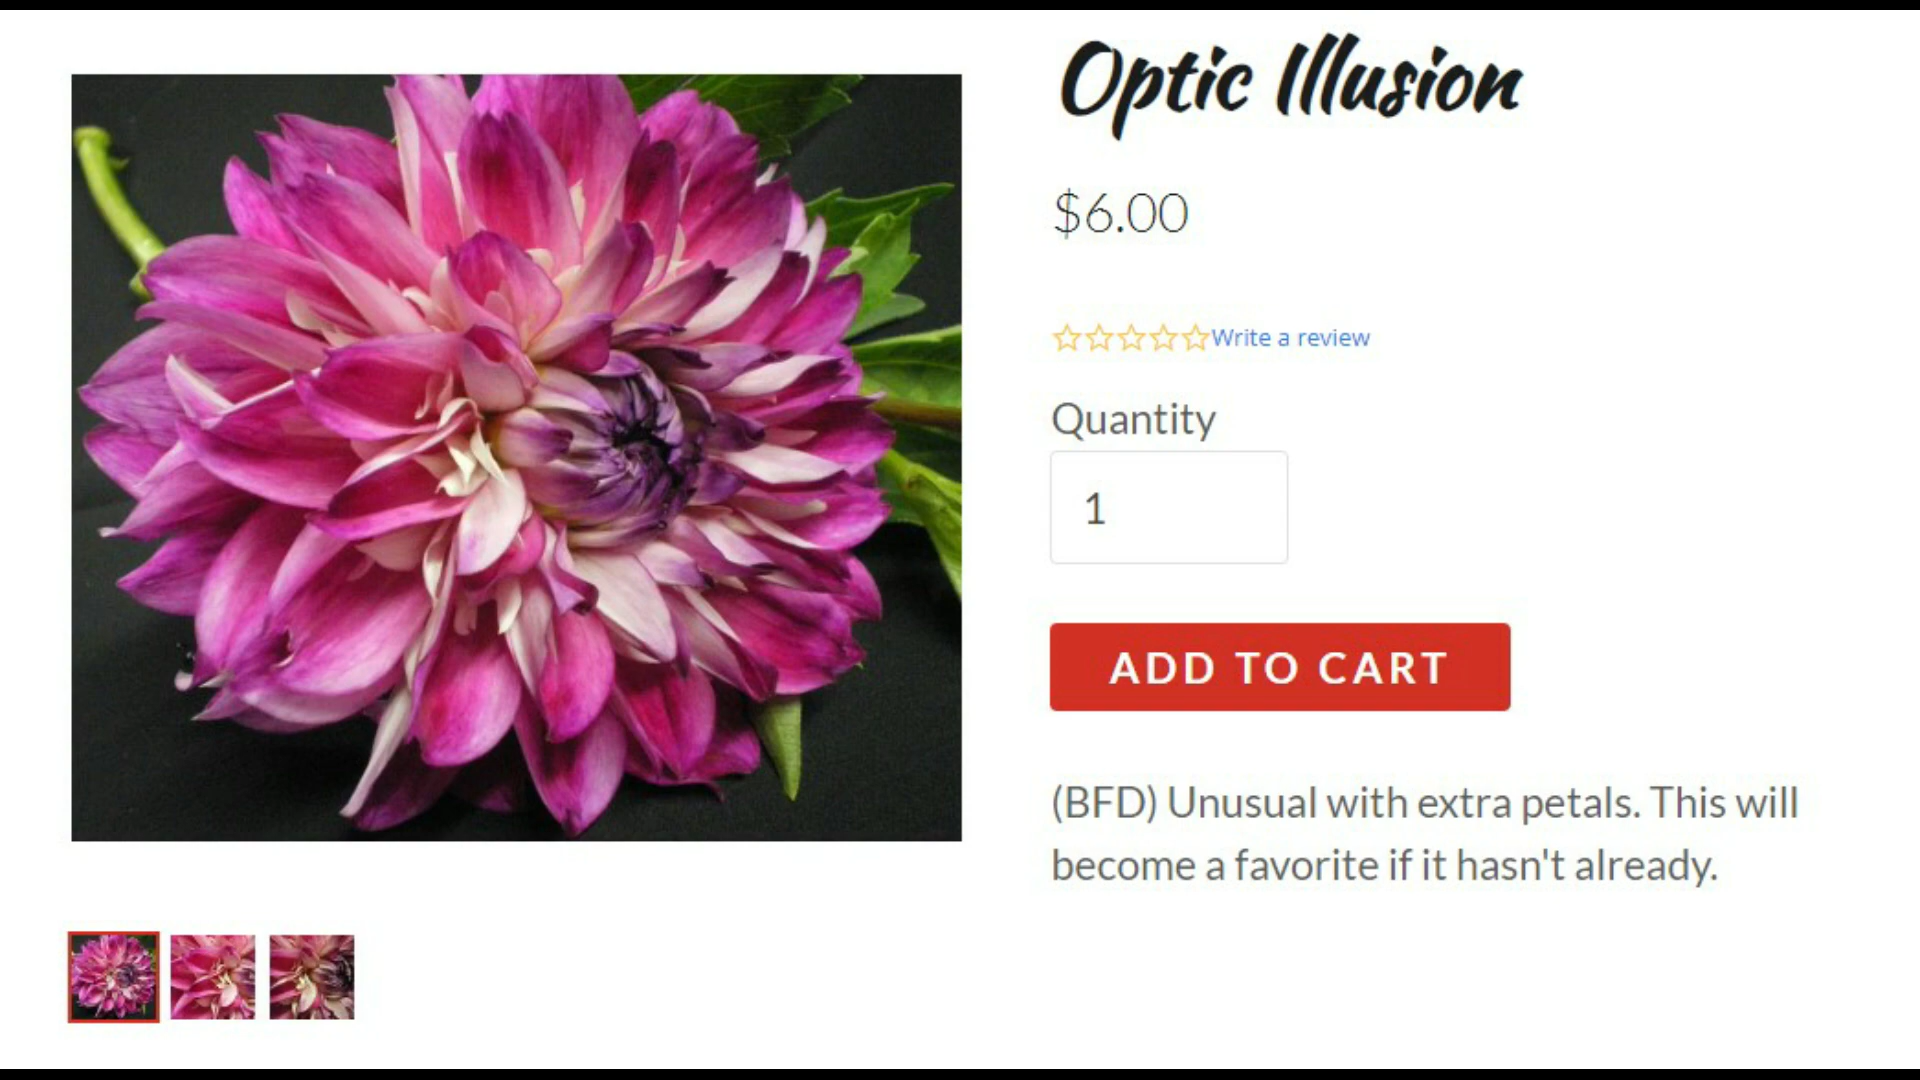 Optic Illusion
$6.00
Write a review
Quantity
1
ADD TO CART
(BFD) Unusual with extra petals. This will
become a favorite if it hasn't already.